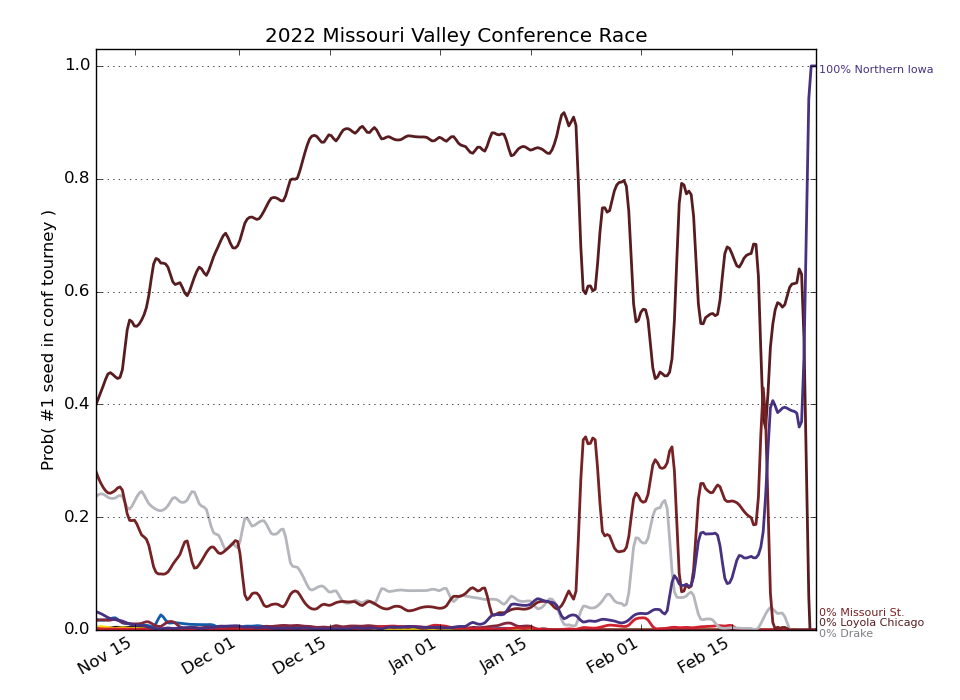 2022 Missouri Valley Conference Race
Prob( #1 seed in conf tourney )
1.0
0.8
0.6
0.4
0.2
0.0
Nov 15
Dec 01
Dec 15
Jan 01
Jan 15
Feb 01
Feb 15
100% Northern Iowa
0% Missouri St.
0% Loyola Chicago
0% Drake